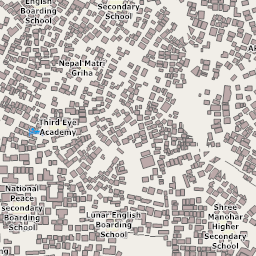 English
Boarding
School
Secondary
School
Nepal Matri
Griha
Third Eye
Academy
National
Peace
secondary
Boarding
School
Lunar English
Boarding
School
Shree
Manohar
Higher
Secondary
School